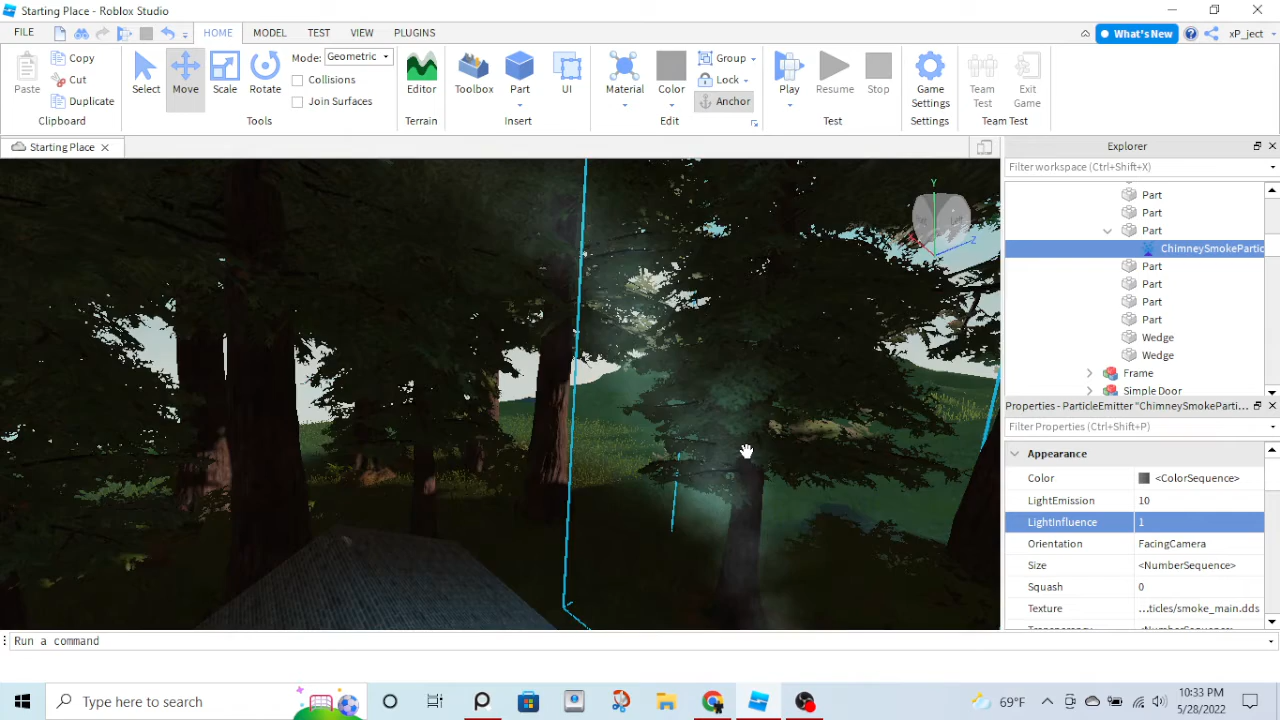 Starting Place - Roblox Studio
FILE HOME MODEL TEST VIEW PLUGINS What's New xP_ject
Paste Copy Cut Duplicate Clipboard
Select Move Scale Rotate Mode: Geometric Collisions Join Surfaces Tools
Editor Terrain
Toolbox Part UI Insert
Material Color Group Lock Anchor Edit
Play Resume Stop Test
Game Settings Settings
Team Test Exit Game Team Test
Starting Place
Explorer
Filter workspace (Ctrl+Shift+X)
Part
Part
Part
ChimneySmokePartic
Part
Part
Part
Part
Wedge
Wedge
Frame
Simple Door
Properties - ParticleEmitter "ChimneySmokeParti...
Filter Properties (Ctrl+Shift+P)
Appearance
Color <ColorSequence>
LightEmission 10
LightInfluence 1
Orientation FacingCamera
Size <NumberSequence>
Squash 0
Texture ...ticles/smoke_main.dds
Y
Z
Run a command
Type here to search
69°F
10:33 PM
5/28/2022